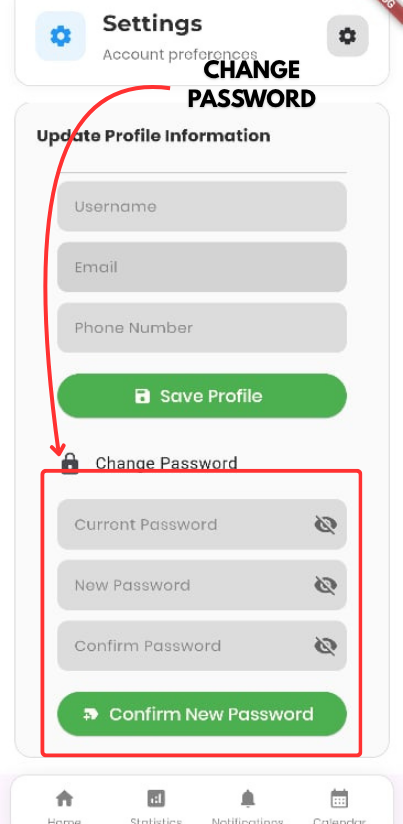 Settings
Account preferences
CHANGE
PASSWORD
Update Profile Information
Username
Email
Phone Number
Save Profile
Change Password
Current Password
New Password
Confirm Password
Confirm New Password
Home
Statistics
Notifications
Calendar